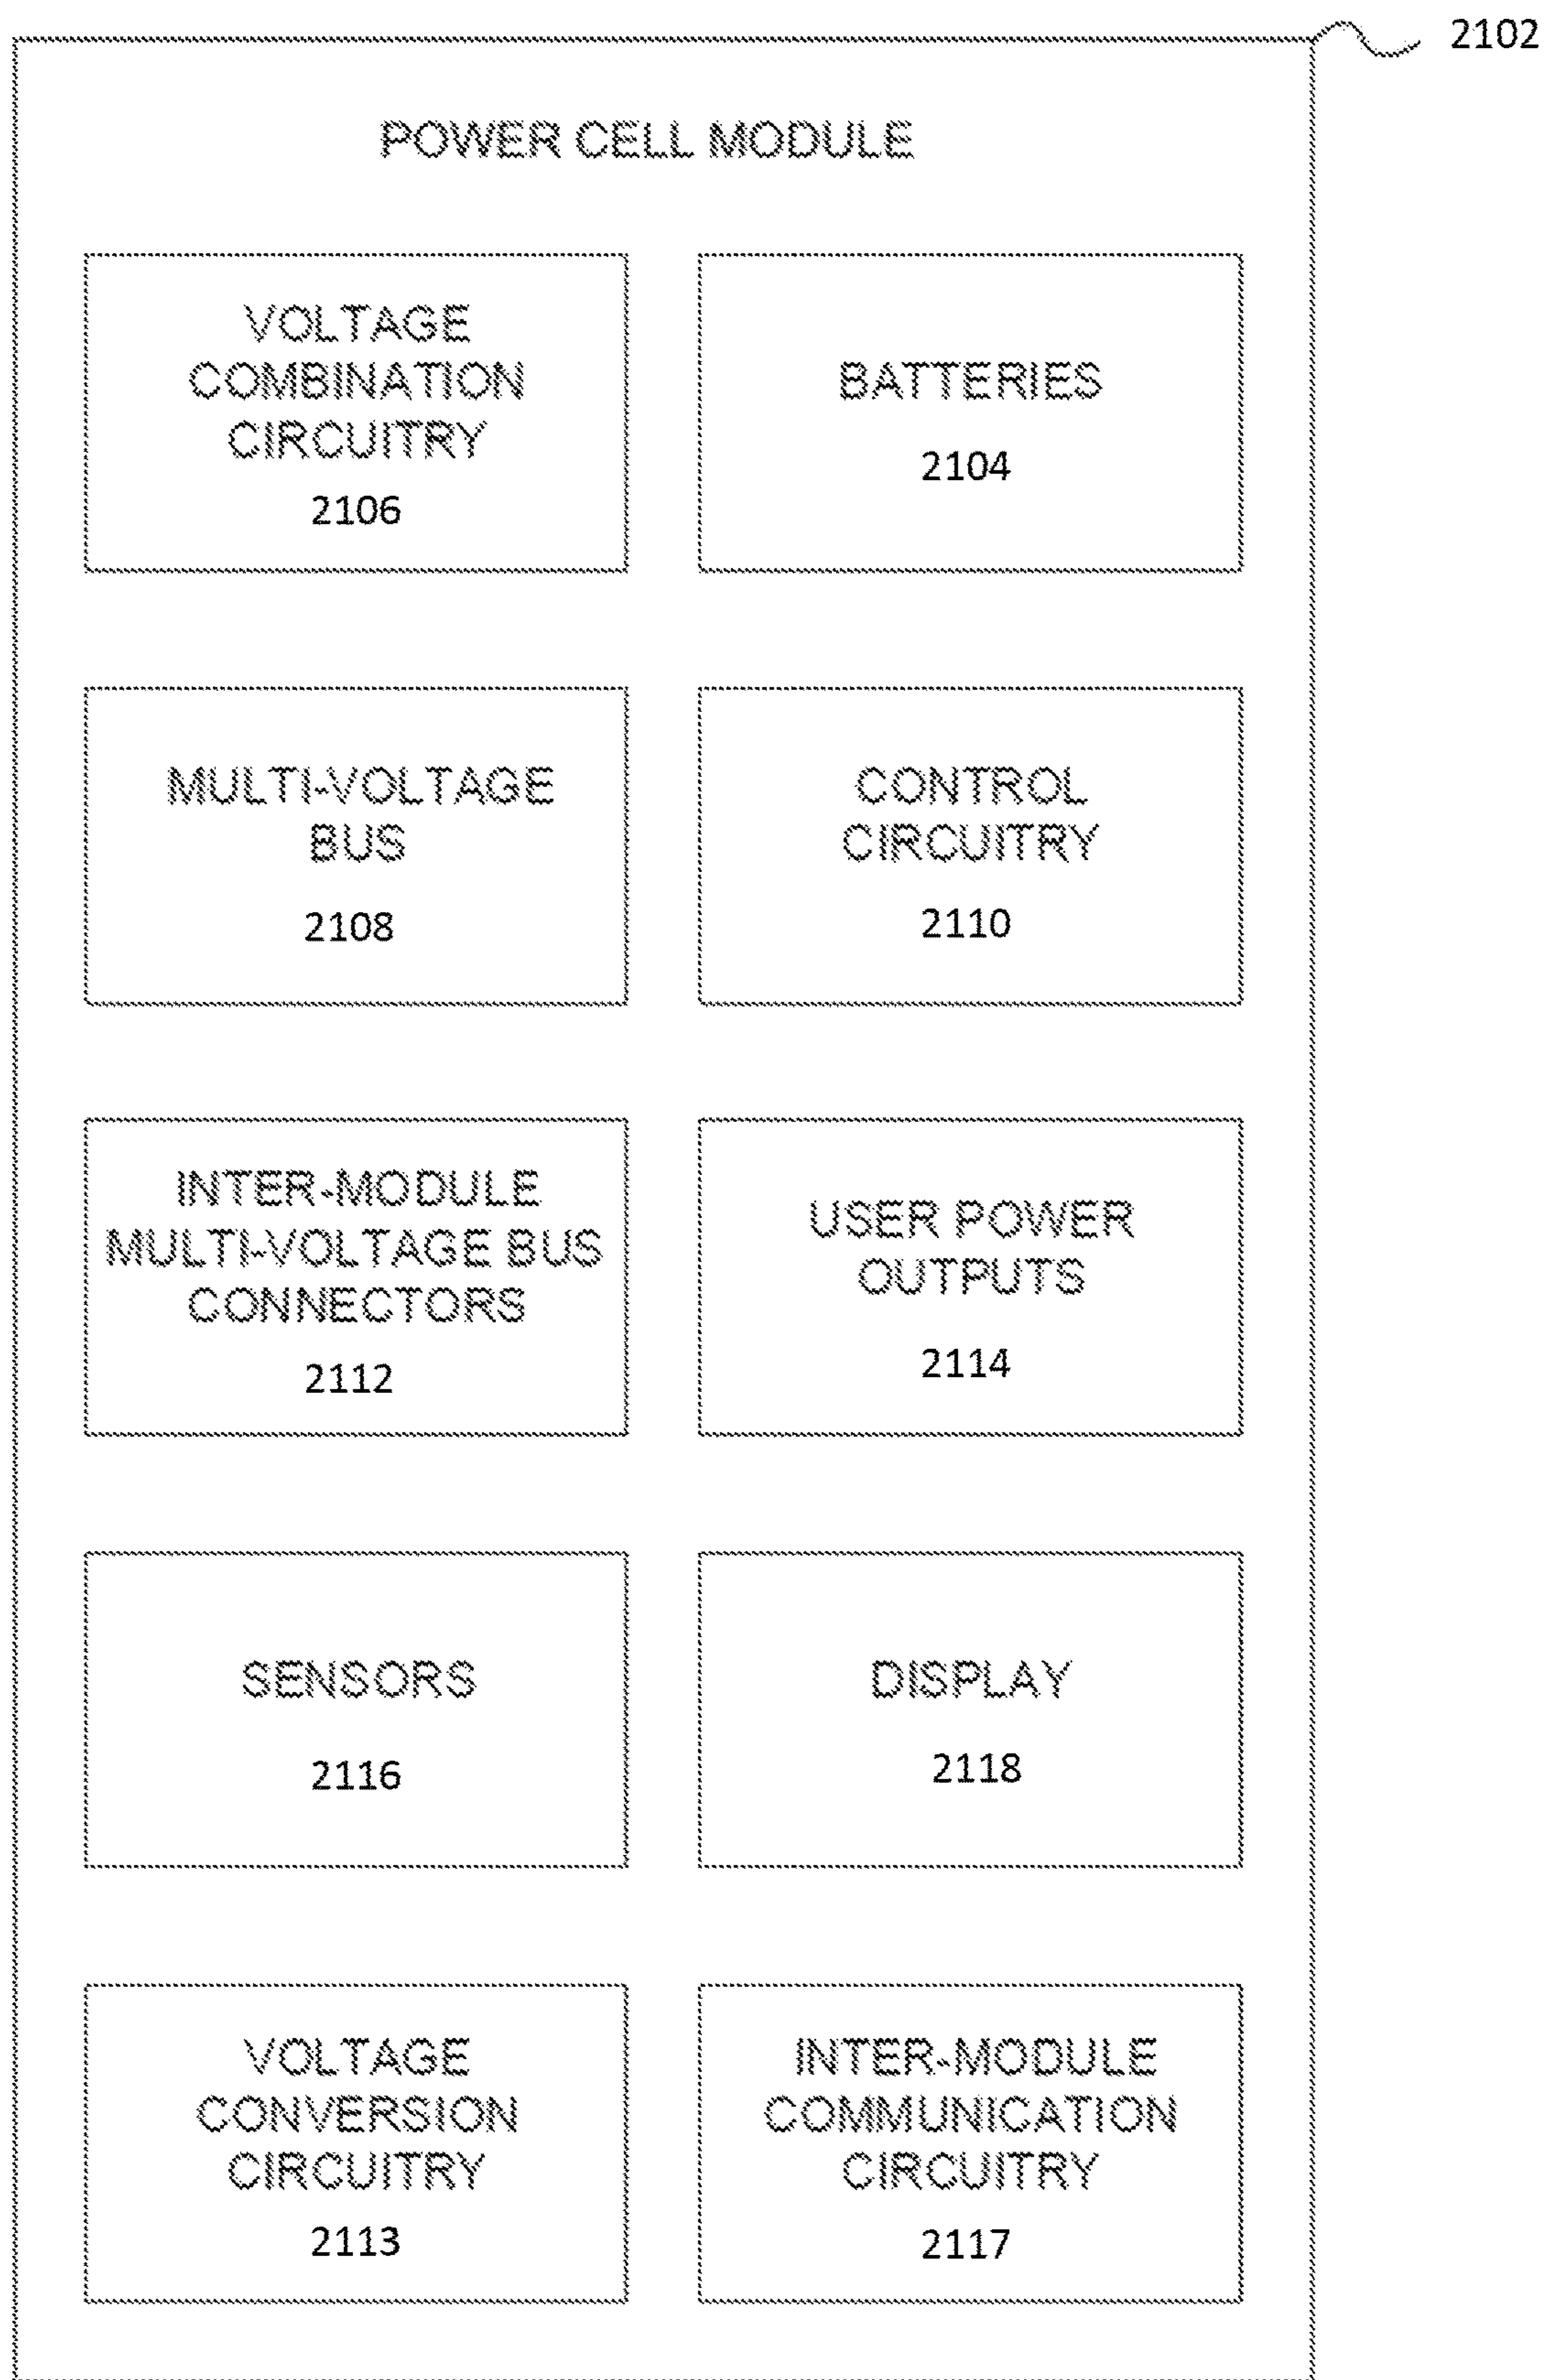 2102
POWER CELL MODULE
VOLTAGE
COMBINATION
CIRCUITRY
2106
BATTERIES
2104
MULTI-VOLTAGE
BUS
2108
CONTROL
CIRCUITRY
2110
INTER-MODULE
MULTI-VOLTAGE BUS
CONNECTORS
2112
USER POWER
OUTPUTS
2114
SENSORS
2116
DISPLAY
2118
VOLTAGE
CONVERSION
CIRCUITRY
2113
INTER-MODULE
COMMUNICATION
CIRCUITRY
2117